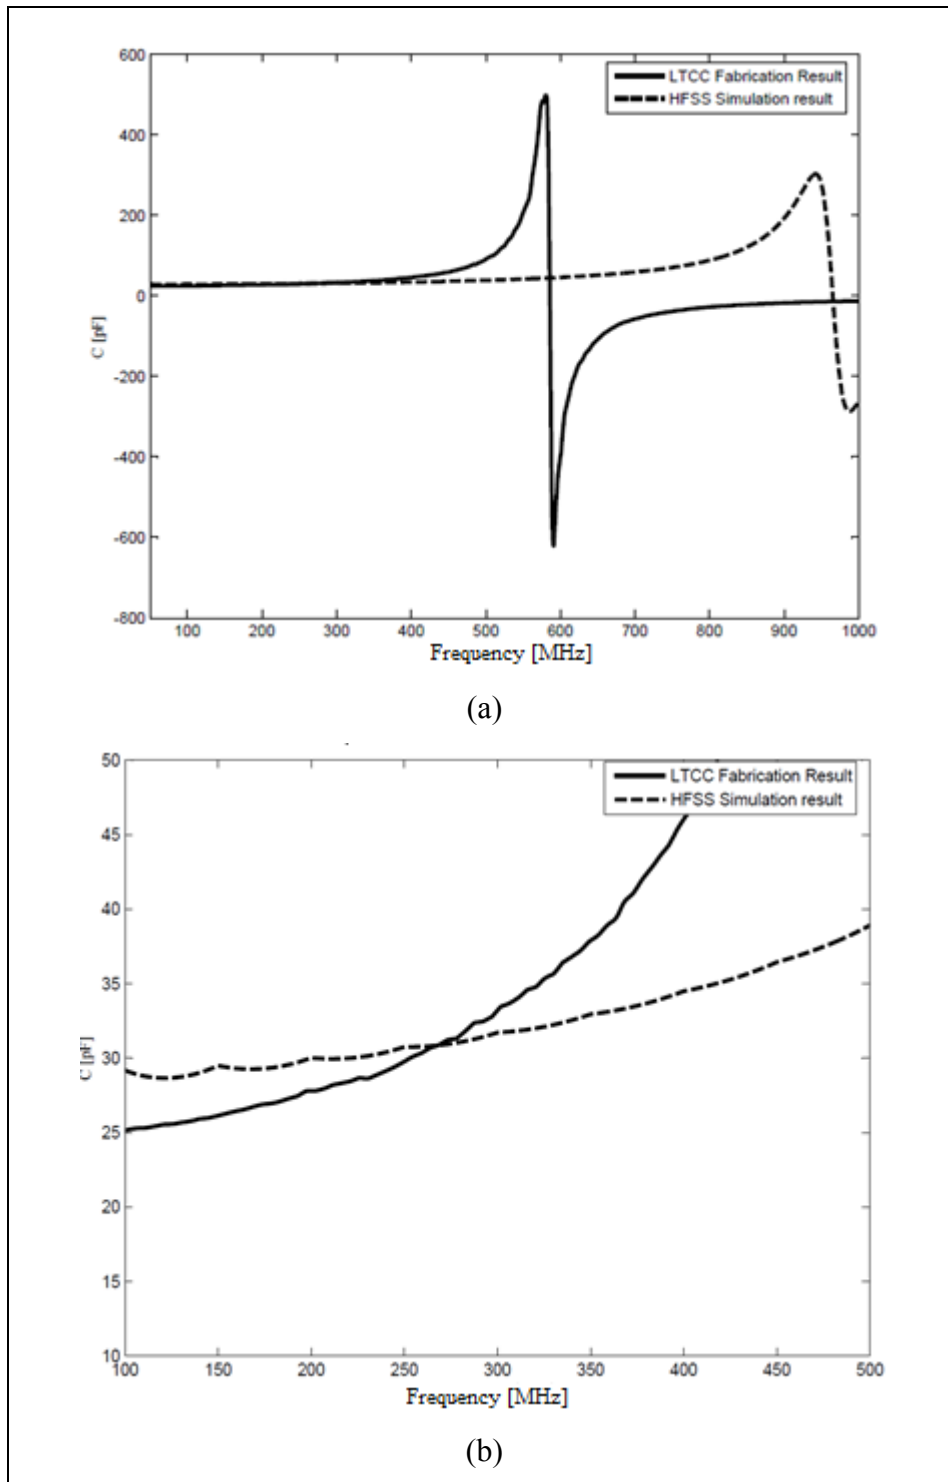 600
400
200
0
-200
-400
-600
-800
C [pF]
LTCC Fabrication Result
HFSS Simulation result
100 200 300 400 500 600 700 800 900 1000
Frequency [MHz]
(a)
50
45
40
35
30
25
20
15
10
C [pF]
LTCC Fabrication Result
HFSS Simulation result
100 150 200 250 300 350 400 450 500
Frequency [MHz]
(b)